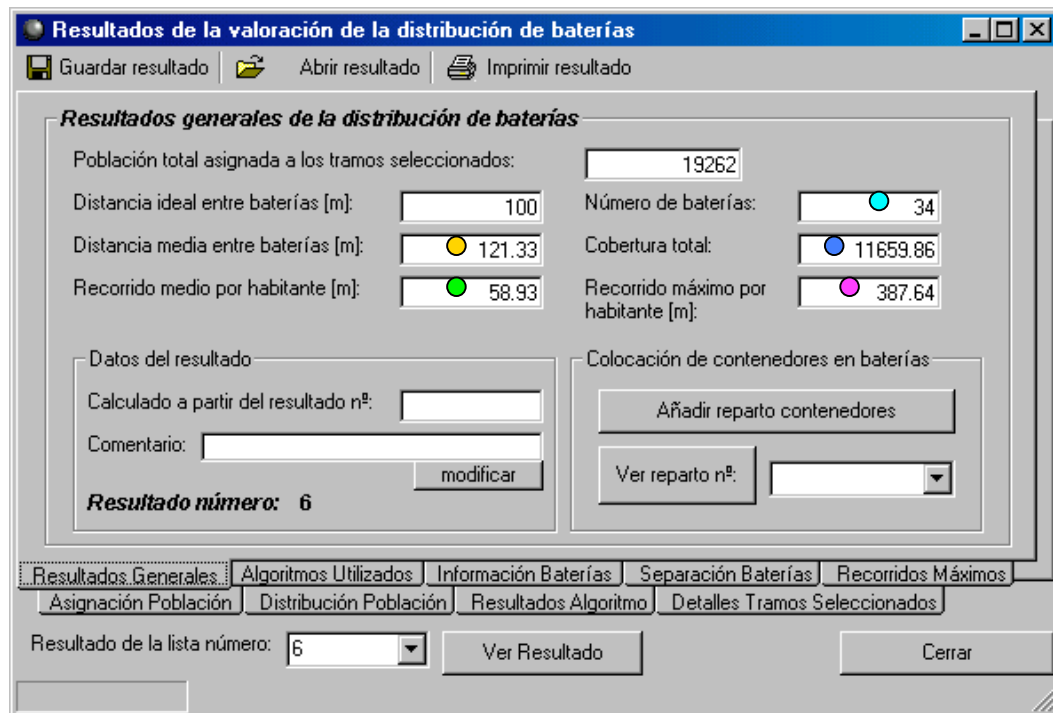 Resultados de la valoración de la distribución de baterías
Guardar resultado Abrir resultado Imprimir resultado
Resultados generales de la distribución de baterías
Población total asignada a los tramos seleccionados: 19262
Distancia ideal entre baterías [m]: 100 Número de baterías: 34
Distancia media entre baterías [m]: 121.33 Cobertura total: 11659.86
Recorrido medio por habitante [m]: 58.93 Recorrido máximo por habitante [m]: 387.64
Datos del resultado
Calculado a partir del resultado nº:
Comentario:
modificar
Resultado número: 6
Colocación de contenedores en baterías
Añadir reparto contenedores
Ver reparto nº:
Resultados Generales Algoritmos Utilizados Información Baterías Separación Baterías Recorridos Máximos
Asignación Población Distribución Población Resultados Algoritmo Detalles Tramos Seleccionados
Resultado de la lista número: 6 Ver Resultado Cerrar